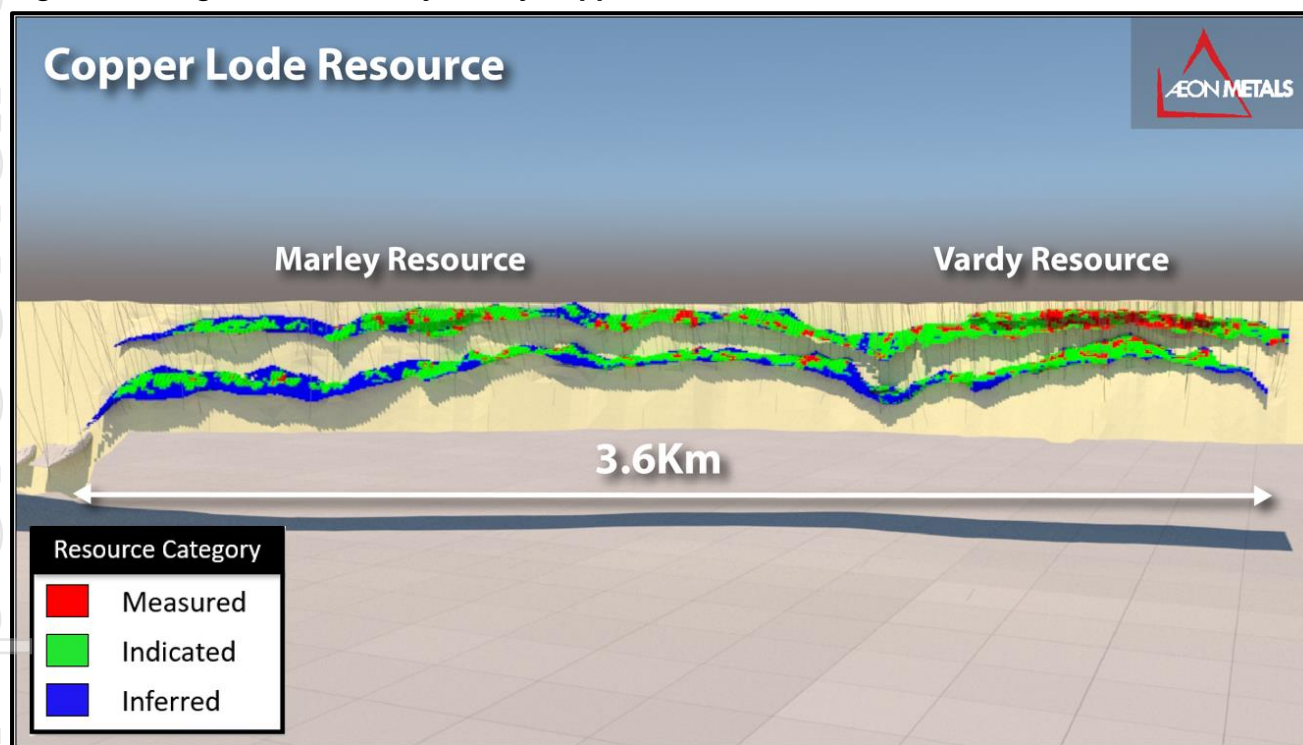 Copper Lode Resource
ÆON METALS
Marley Resource
Vardy Resource
3.6Km
Resource Category
Measured
Indicated
Inferred